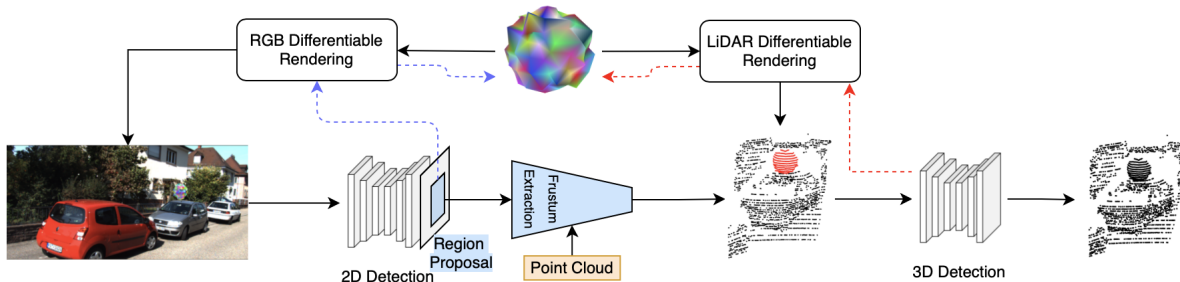 RGB Differentiable
Rendering
LiDAR Differentiable
Rendering
Frustum
Extraction
Region
Proposal
2D Detection
Point Cloud
3D Detection